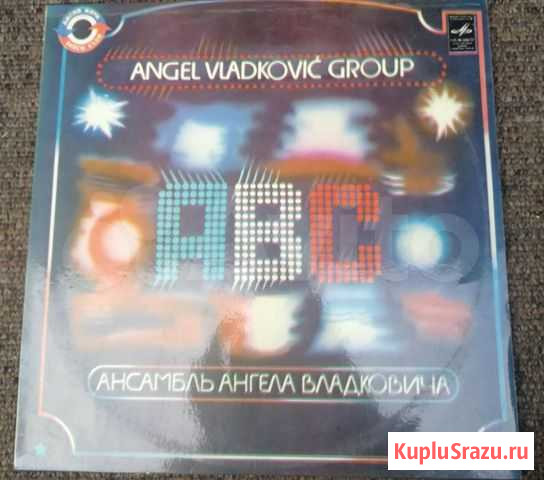 ANGEL VLADKOVIĆ GROUP
ABC
АНСАМБЛЬ АНГЕЛА ВЛАДКОВИЧА
KupluSrazu.ru